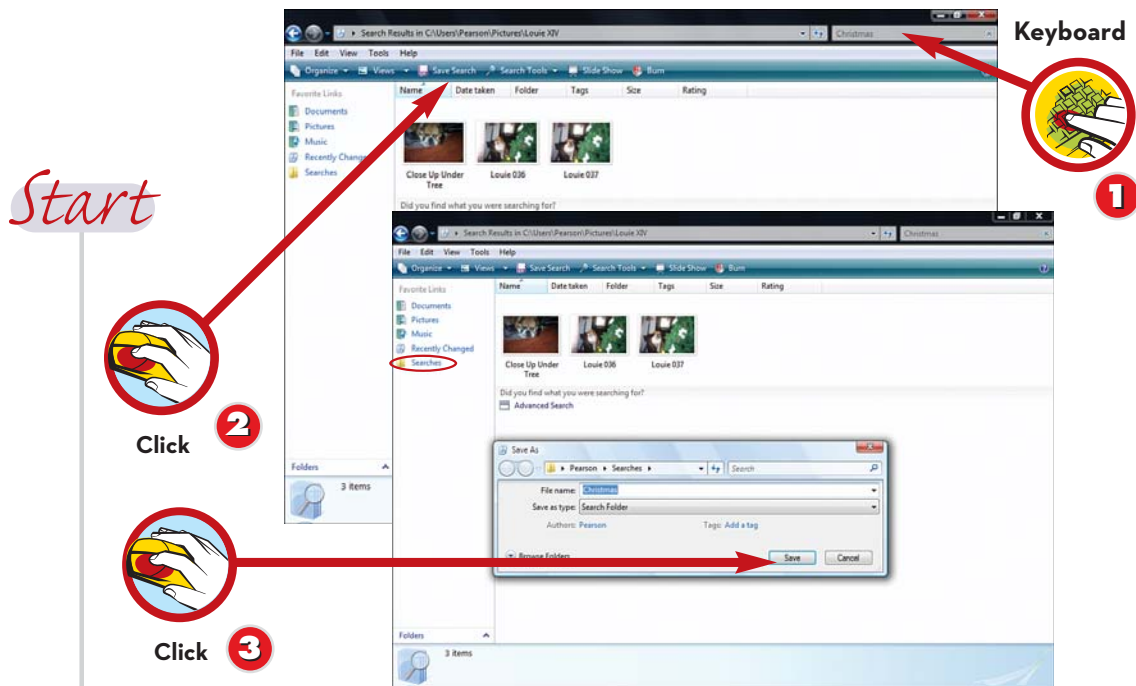 Search Results in C:\Users\Pearson\Pictures\Louie XIV
Christmas
Keyboard
File Edit View Tools Help
Organize Views Save Search Search Tools Slide Show Burn
Favorite Links
Name Date taken Folder Tags Size Rating
Documents
Pictures
Music
Recently
Searches
Close Up Under Tree
Louie 036
Louie 037
Did you find what you were searching for?
1
Start
Search Results in C:\Users\Pearson\Pictures\Louie XIV
Christmas
File Edit View Tools Help
Organize Views Save Search Search Tools Slide Show Burn
Favorite Links
Name Date taken Folder Tags Size Rating
Documents
Pictures
Music
Recently Changed
Searches
Close Up Under Tree
Louie 036
Louie 037
Did you find what you were searching for?
Advanced Search
2
Click
Folders
3 items
Save As
Pearson Searches
Search
File name: Christmas
Save as type: Search Folder
Authors: Pearson
Tags: Add a tag
Browse Folders
Save
Cancel
Click
3
Folders
3 items